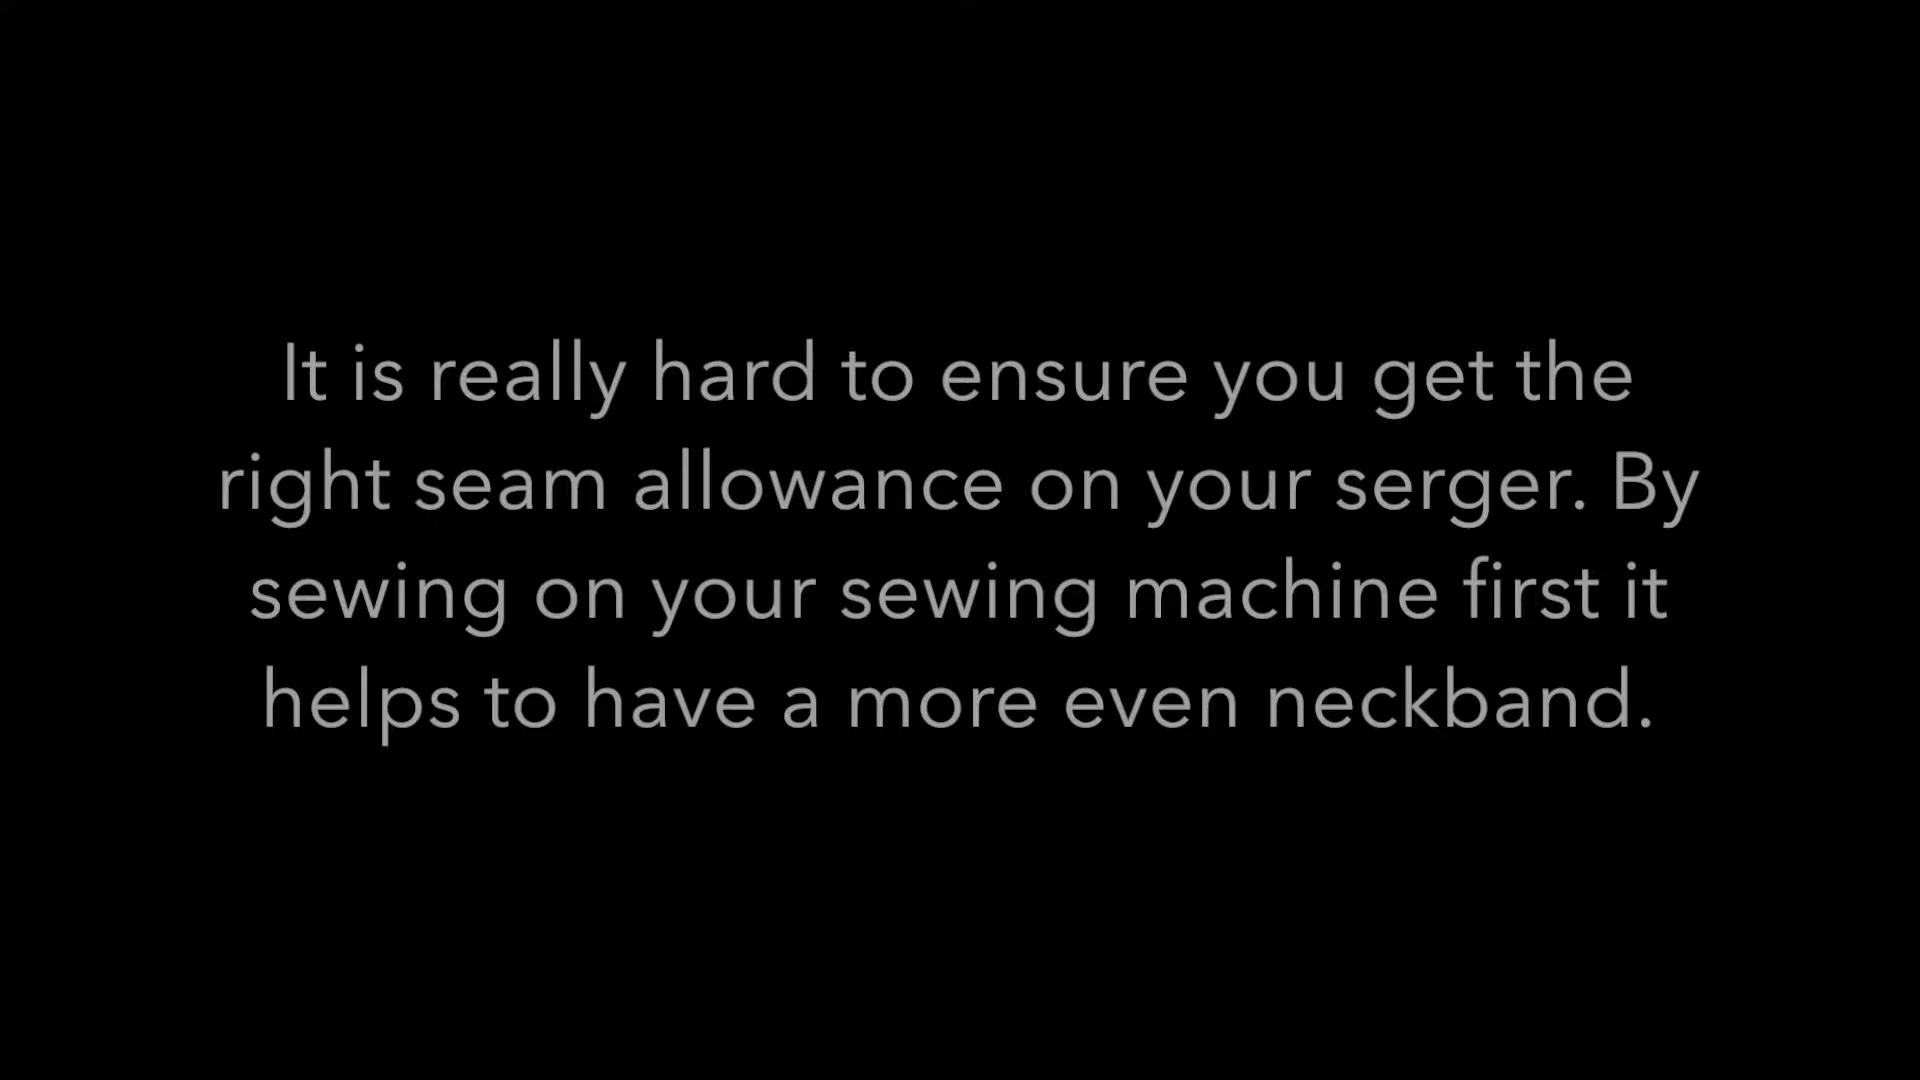 It is really hard to ensure you get the
right seam allowance on your serger. By
sewing on your sewing machine first it
helps to have a more even neckband.